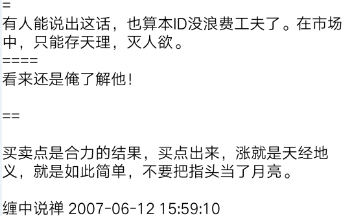 =
有人能说出这话，也算本ID没浪费工夫了。在市场
中，只能存天理，灭人欲。
====
看来还是俺了解他！
==
买卖点是合力的结果，买点出来，涨就是天经地
义，就是如此简单，不要把指头当了月亮。
缠中说禅 2007-06-12 15:59:10